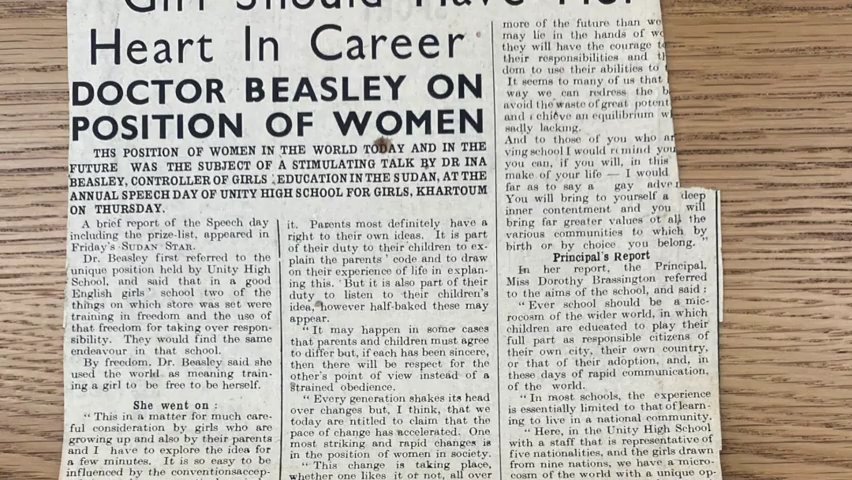 Girl Should Have Her
Heart In Career
DOCTOR BEASLEY ON
POSITION OF WOMEN
THS POSITION OF WOMEN IN THE WORLD TODAY AND IN THE
FUTURE WAS THE SUBJECT OF A STIMULATING TALK BY DR INA
BEASLEY, CONTROLER OF GIRLS' EDUCATION IN THE SUDAN, AT THE
ANNUAL SPEECH DAY OF UNITY HIGH SCHOOL FOR GIRLS, KHARTOUM
ON THURSDAY.
A brief report of the Speech day
including the prize-list, appeared in
Friday's SUDAN STAR.
Dr. Beasley first referred to the
unique position held by Unity High
School, and said that in a good
English girls' school two of the
things on which store was set were
training in freedom and the use of
that freedom for taking over respon-
sibility. They would find the same
endeavour in that school.
By freedom, Dr. Beasley said she
used the world as meaning train-
ing a girl to be free to be herself.
She went on :
"This in a matter for much care-
ful consideration by girls who are
growing up and also by their parents
and I have to explore the idea for
a few minutes. It is so easy to be
influenced by the conventionsaccep-
it. Parents most definitely have a
right to their own ideas. It is part
of their duty to their children to ex-
plain the parents' code and to draw
on their experience of life in explan-
ing this. But it is also part of their
duty to listen to their children's
idea, however half-baked these may
appear.
"It may happen in some cases
that parents and children must agree
to differ but, if each has been sincere,
then there will be respect for the
other's point of view instead of a
strained obedience.
"Every generation shakes its head
over changes but, I think, that we
today are ntitled to claim that the
pace of change has accelerated. One
most striking and rapid changes is
in the position of women in society.
"This change is taking place,
whether one likes it or not, all over
more of the future than we
may lie in the hands of
they will have the courage
their responsibilities and
dom to use their abilities to
It seems to many of us that
way we can redress the
avoid the waste of great potent
and chieve an equilibrium
sadly lacking.
And to those of you who
ving school I would remind you
you can, if you will, in this
make of your life — I would
far as to say a gay
You will bring to yourself a deep
inner contentment and you will
bring far greater values ot all the
various communities to which by
birth or by choice you belong."
Principal's Report
In her report, the Principal,
Miss Dorothy Brassington referred
to the aims of the school, and said :
"Ever school should be a mic-
rocosm of the wider world, in which
children are educated to play their
full part as responsible citizens of
their own city, their own country,
or that of their adoption, and, in
these days of rapid communication,
of the world.
"In most schools, the experience
is essentially limited to that of learn-
ing to live in a national community.
"Here, in the Unity High School
with a staff that is representative of
five nationalities, and the girls drawn
from nine nations, we have a micro-
cosm of the world with a unique op-